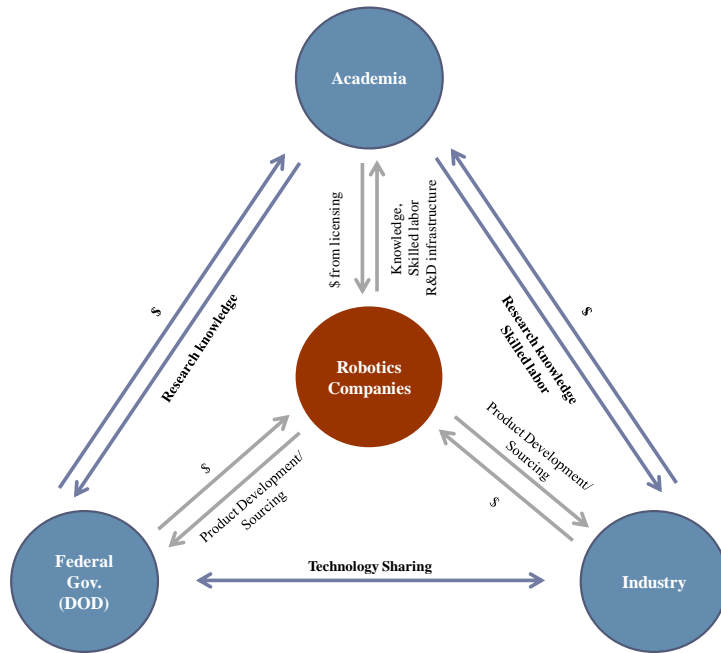 Academia
$ from licensing
Knowledge,
Skilled labor
R&D infrastructure
$
Research knowledge
$
Research knowledge
Skilled labor
Robotics
Companies
$
Product Development/
Sourcing
Product Development/
Sourcing
$
Federal
Gov.
(DOD)
Technology Sharing
Industry